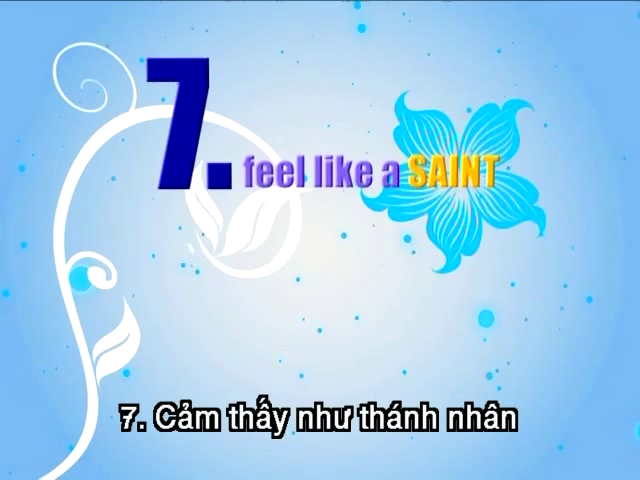 7. feel like a SAINT
7. Cảm thấy như thánh nhân